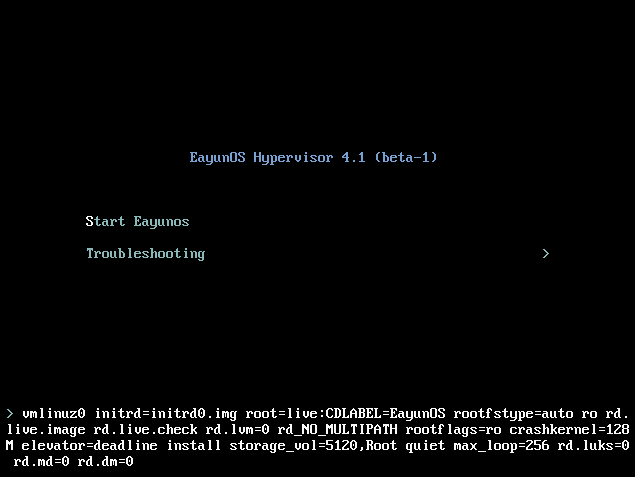 EayunOS Hypervisor 4.1 (beta-1)
Start Eayunos
Troubleshooting >
> vmlinuz0 initrd=initrd0.img root=live:CDLABEL=EayunOS rootfstype=auto ro rd.
live.image rd.live.check rd.lvm=0 rd_NO_MULTIPATH rootflags=ro crashkernel=128
M elevator=deadline install storage_vol=5120,Root quiet max_loop=256 rd.luks=0
rd.md=0 rd.dm=0